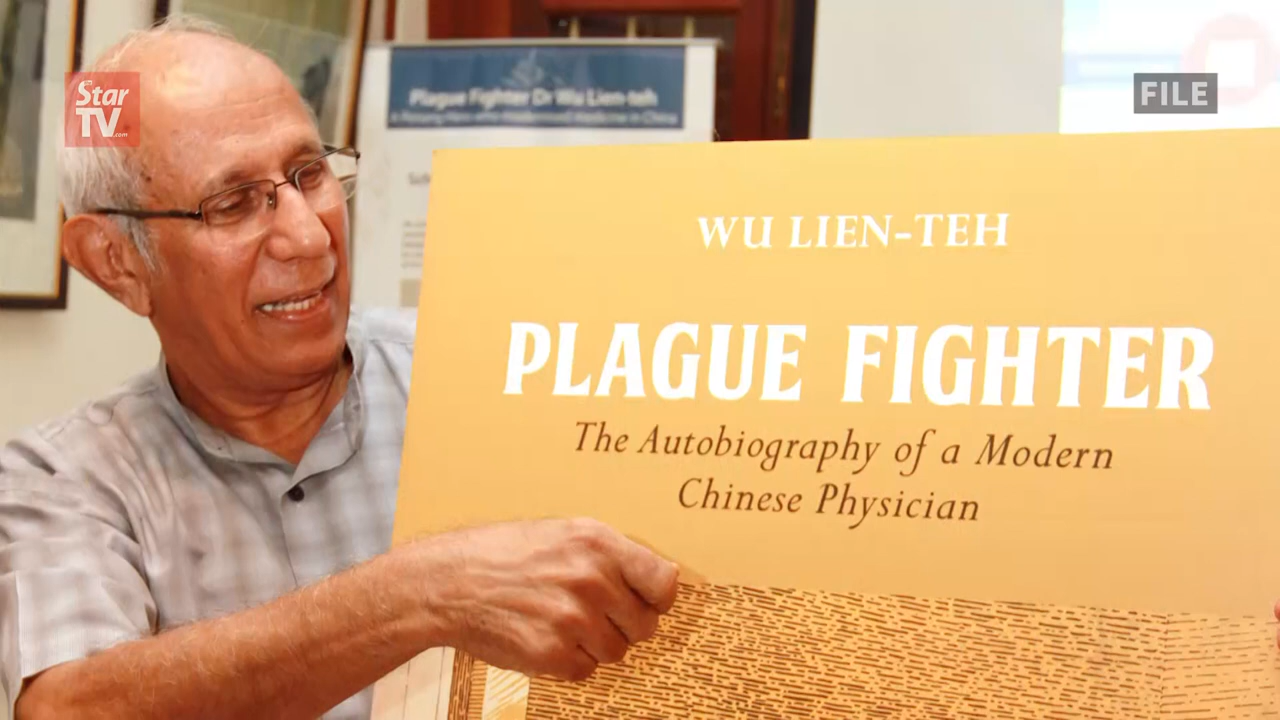 Star
TV.com
FILE
Plague Fighter Dr Wu Lien-teh
WU LIEN-TEH
PLAGUE FIGHTER
The Autobiography of a Modern
Chinese Physician